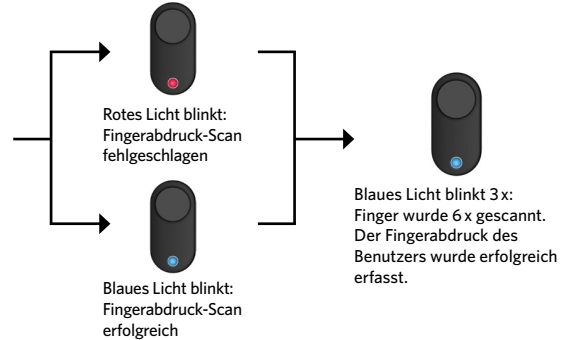 Rotes Licht blinkt:
Fingerabdruck-Scan
fehlgeschlagen
Blaues Licht blinkt:
Fingerabdruck-Scan
erfolgreich
Blaues Licht blinkt 3 x:
Finger wurde 6 x gescannt.
Der Fingerabdruck des
Benutzers wurde erfolgreich
erfasst.